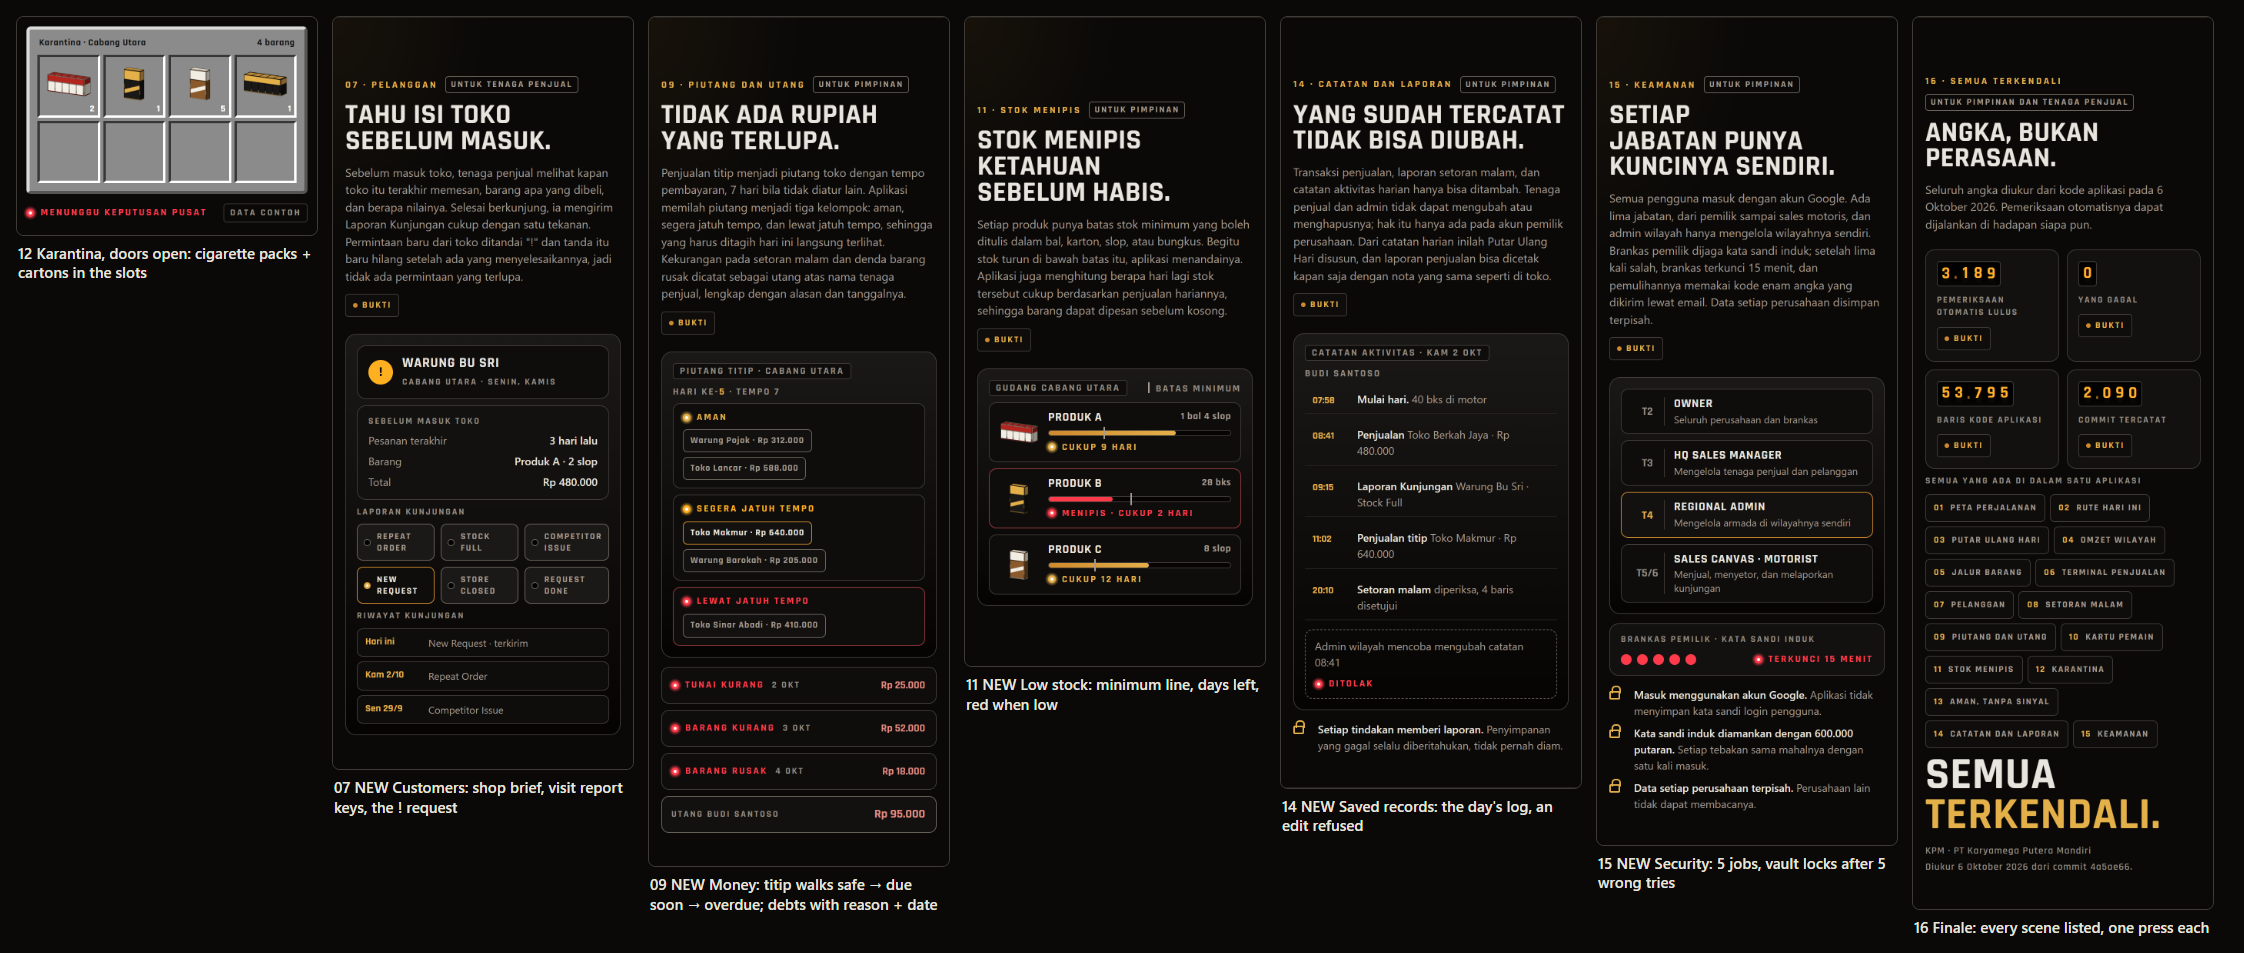 Karantina · Cabang Utara
4 barang
2
1
5
1
MENUNGGU KEPUTUSAN PUSAT
DATA CONTOH
12 Karantina, doors open: cigarette packs +
cartons in the slots
07 · PELANGGAN
UNTUK TENAGA PENJUAL
TAHU ISI TOKO
SEBELUM MASUK.
Sebelum masuk toko, tenaga penjual melihat kapan
toko itu terakhir memesan, barang apa yang dibeli,
dan berapa nilainya. Selesai berkunjung, ia mengirim
Laporan Kunjungan cukup dengan satu tekanan.
Permintaan baru dari toko ditandai "!" dan tanda itu
baru hilang setelah ada yang menyelesaikannya, jadi
tidak ada permintaan yang terlupa.
BUKTI
!
WARUNG BU SRI
CABANG UTARA · SENIN, KAMIS
SEBELUM MASUK TOKO
Pesanan terakhir
3 hari lalu
Barang
Produk A · 2 slop
Total
Rp 480.000
LAPORAN KUNJUNGAN
REPEAT
ORDER
STOCK
FULL
COMPETITOR
ISSUE
NEW
REQUEST
STORE
CLOSED
REQUEST
DONE
RIWAYAT KUNJUNGAN
Hari ini
New Request · terkirim
Kam 2/10
Repeat Order
Sen 29/9
Competitor Issue
07 NEW Customers: shop brief, visit report
keys, the ! request
09 · PIUTANG DAN UTANG
UNTUK PIMPINAN
TIDAK ADA RUPIAH
YANG TERLUPA.
Penjualan titip menjadi piutang toko dengan tempo
pembayaran, 7 hari bila tidak diatur lain. Aplikasi
memilah piutang menjadi tiga kelompok: aman,
segera jatuh tempo, dan lewat jatuh tempo, sehingga
yang harus ditagih hari ini langsung terlihat.
Kekurangan pada setoran malam dan denda barang
rusak dicatat sebagai utang atas nama tenaga
penjual, lengkap dengan alasan dan tanggalnya.
BUKTI
PIUTANG TITIP · CABANG UTARA
HARI KE-5 · TEMPO 7
AMAN
Warung Pojok · Rp 312.000
Toko Lancar · Rp 588.000
SEGERA JATUH TEMPO
Toko Makmur · Rp 640.000
Warung Barokah · Rp 205.000
LEWAT JATUH TEMPO
Toko Sinar Abadi · Rp 410.000
TUNAI KURANG 2 OKT
Rp 25.000
BARANG KURANG 3 OKT
Rp 52.000
BARANG RUSAK 4 OKT
Rp 18.000
UTANG BUDI SANTOSO
Rp 95.000
09 NEW Money: titip walks safe → due
soon → overdue; debts with reason + date
11 · STOK MENIPIS
UNTUK PIMPINAN
STOK MENIPIS
KETAHUAN
SEBELUM HABIS.
Setiap produk punya batas stok minimum yang boleh
ditulis dalam bal, karton, slop, atau bungkus. Begitu
stok turun di bawah batas itu, aplikasi menandainya.
Aplikasi juga menghitung berapa hari lagi stok
tersebut cukup berdasarkan penjualan hariannya,
sehingga barang dapat dipesan sebelum kosong.
BUKTI
GUDANG CABANG UTARA
BATAS MINIMUM
PRODUK A
1 bal 4 slop
CUKUP 9 HARI
PRODUK B
28 bks
MENIPIS · CUKUP 2 HARI
PRODUK C
8 slop
CUKUP 12 HARI
11 NEW Low stock: minimum line, days left,
red when low
14 · CATATAN DAN LAPORAN
UNTUK PIMPINAN
YANG SUDAH TERCATAT
TIDAK BISA DIUBAH.
Transaksi penjualan, laporan setoran malam, dan
catatan aktivitas harian hanya bisa ditambah. Tenaga
penjual dan admin tidak dapat mengubah atau
menghapusnya; hak itu hanya ada pada akun pemilik
perusahaan. Dari catatan harian inilah Putar Ulang
Hari disusun, dan laporan penjualan bisa dicetak
kapan saja dengan nota yang sama seperti di toko.
BUKTI
CATATAN AKTIVITAS · KAM 2 OKT
BUDI SANTOSO
07:58
Mulai hari. 40 bks di motor
08:41
Penjualan Toko Berkah Jaya · Rp
480.000
09:15
Laporan Kunjungan Warung Bu Sri ·
Stock Full
11:02
Penjualan titip Toko Makmur · Rp
640.000
20:10
Setoran malam diperiksa, 4 baris
disetujui
Admin wilayah mencoba mengubah catatan
08:41
DITOLAK
Setiap tindakan memberi laporan. Penyimpanan
yang gagal selalu diberitahukan, tidak pernah diam.
14 NEW Saved records: the day's log, an
edit refused
15 · KEAMANAN
UNTUK PIMPINAN
SETIAP
JABATAN PUNYA
KUNCINYA SENDIRI.
Semua pengguna masuk dengan akun Google. Ada
lima jabatan, dari pemilik sampai sales motoris, dan
admin wilayah hanya mengelola wilayahnya sendiri.
Brankas pemilik dijaga kata sandi induk; setelah lima
kali salah, brankas terkunci 15 menit, dan
pemulihannya memakai kode enam angka yang
dikirim lewat email. Data setiap perusahaan disimpan
terpisah.
BUKTI
T2
OWNER
Seluruh perusahaan dan brankas
T3
HQ SALES MANAGER
Mengelola tenaga penjual dan pelanggan
T4
REGIONAL ADMIN
Mengelola armada di wilayahnya sendiri
T5/6
SALES CANVAS · MOTORIST
Menjual, menyetor, dan melaporkan
kunjungan
BRANKAS PEMILIK · KATA SANDI INDUK
TERKUNCI 15 MENIT
Masuk menggunakan akun Google. Aplikasi tidak
menyimpan kata sandi login pengguna.
Kata sandi induk diamankan dengan 600.000
putaran. Setiap tebakan sama mahalnya dengan
satu kali masuk.
Data setiap perusahaan terpisah. Perusahaan lain
tidak dapat membacanya.
15 NEW Security: 5 jobs, vault locks after 5
wrong tries
16 · SEMUA TERKENDALI
UNTUK PIMPINAN DAN TENAGA PENJUAL
ANGKA, BUKAN
PERASAAN.
Seluruh angka diukur dari kode aplikasi pada 6
Oktober 2026. Pemeriksaan otomatisnya dapat
dijalankan di hadapan siapa pun.
3.189
PEMERIKSAAN
OTOMATIS LULUS
BUKTI
0
YANG GAGAL
BUKTI
53.795
BARIS KODE APLIKASI
BUKTI
2.090
COMMIT TERCATAT
BUKTI
SEMUA YANG ADA DI DALAM SATU APLIKASI
01 PETA PERJALANAN
02 RUTE HARI INI
03 PUTAR ULANG HARI
04 OMZET WILAYAH
05 JALUR BARANG
06 TERMINAL PENJUALAN
07 PELANGGAN
08 SETORAN MALAM
09 PIUTANG DAN UTANG
10 KARTU PEMAIN
11 STOK MENIPIS
12 KARANTINA
13 AMAN, TANPA SINYAL
14 CATATAN DAN LAPORAN
15 KEAMANAN
SEMUA
TERKENDALI.
KPM · PT Karyamega Putera Mandiri
Diukur 6 Oktober 2026 dari commit 4a5ae66.
16 Finale: every scene listed, one press each